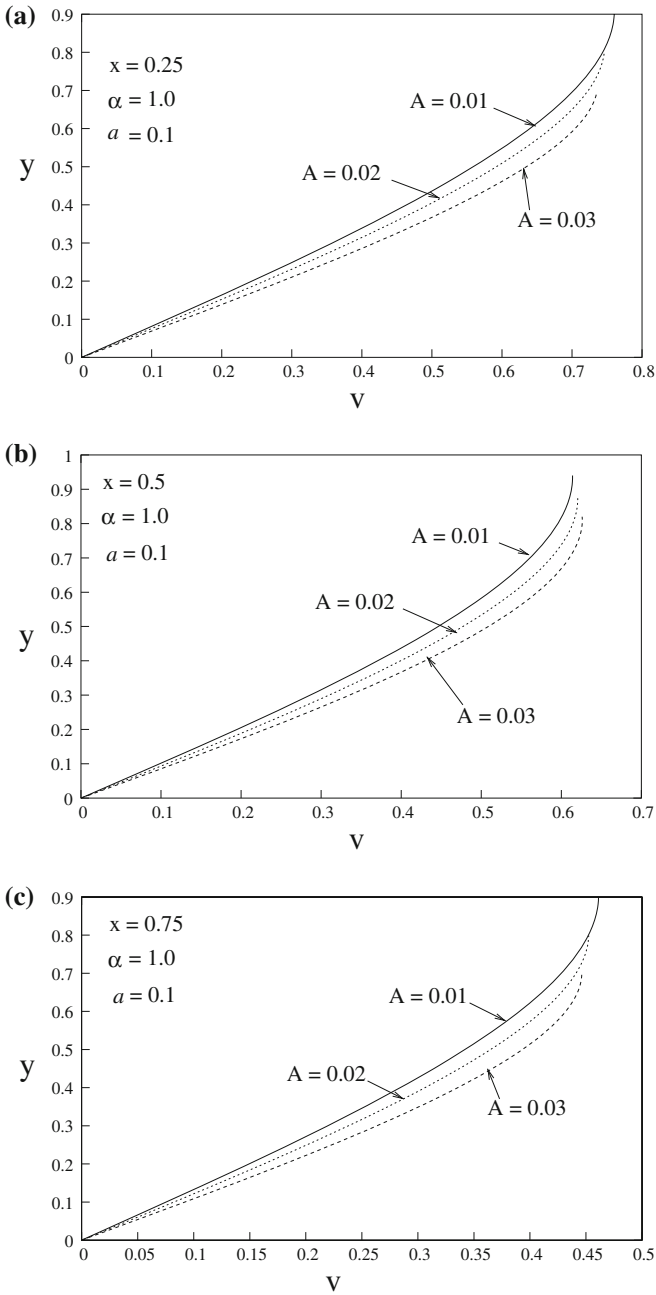 (a)
0.9
0.8
0.7
0.6
0.5
0.4
0.3
0.2
0.1
0
y
x = 0.25
α = 1.0
a = 0.1
A = 0.01
A = 0.02
A = 0.03
0 0.1 0.2 0.3 0.4 0.5 0.6 0.7 0.8
v
(b)
1
0.9
0.8
0.7
0.6
0.5
0.4
0.3
0.2
0.1
0
y
x = 0.5
α = 1.0
a = 0.1
A = 0.01
A = 0.02
A = 0.03
0 0.1 0.2 0.3 0.4 0.5 0.6 0.7
v
(c)
0.9
0.8
0.7
0.6
0.5
0.4
0.3
0.2
0.1
0
y
x = 0.75
α = 1.0
a = 0.1
A = 0.01
A = 0.02
A = 0.03
0 0.05 0.1 0.15 0.2 0.25 0.3 0.35 0.4 0.45 0.5
v